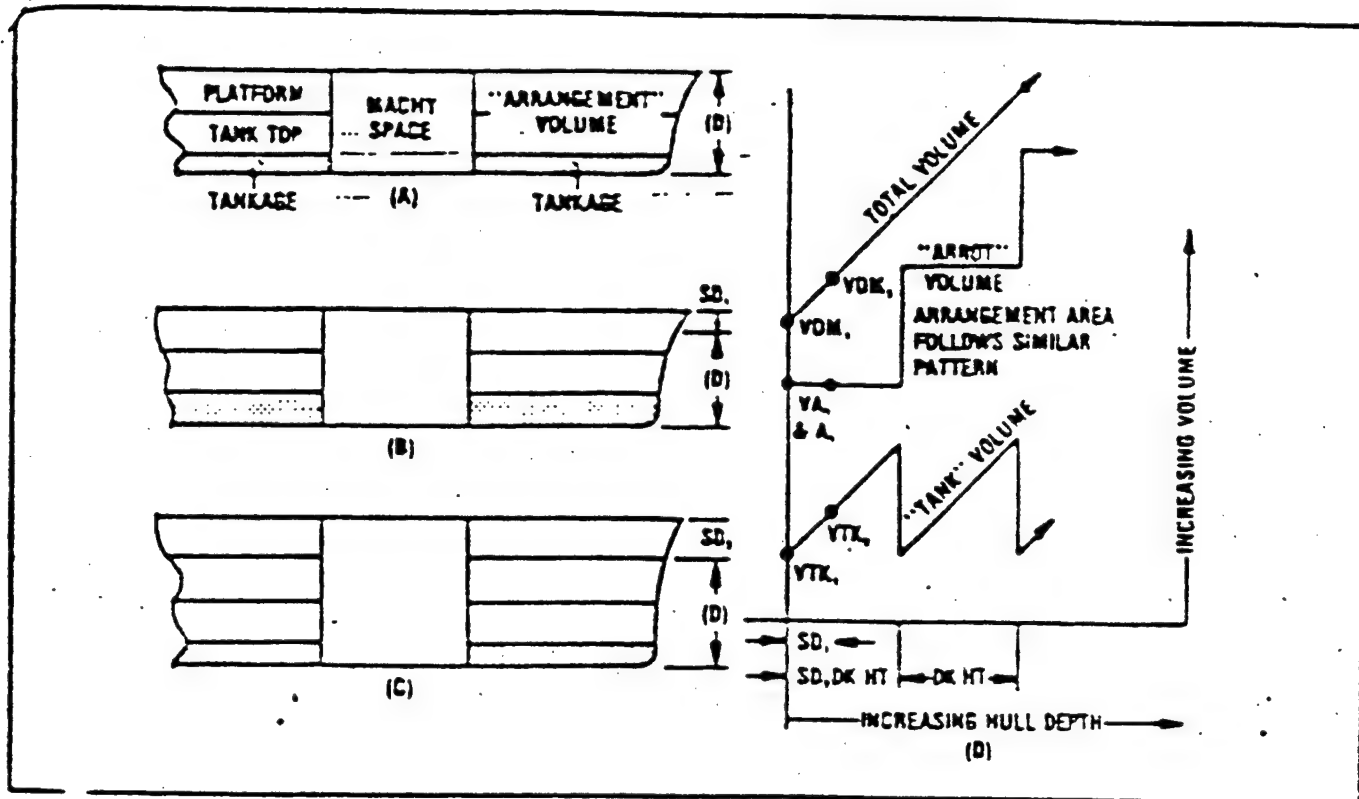 PLATFORM
TANK TOP
MACHY
SPACE
"ARRANGEMENT"
VOLUME
(D)
TANKAGE
(A)
TANKAGE
SD,
(D)
(B)
SD,
(D)
(C)
TOTAL VOLUME
VDM,
VDM,
"ARRGT"
VOLUME
ARRANGEMENT AREA
FOLLOWS SIMILAR
PATTERN
VA,
& A,
"TANK" VOLUME
VTK,
VTK,
INCREASING VOLUME
SD,
SD, DK HT
DK HT
INCREASING HULL DEPTH
(D)